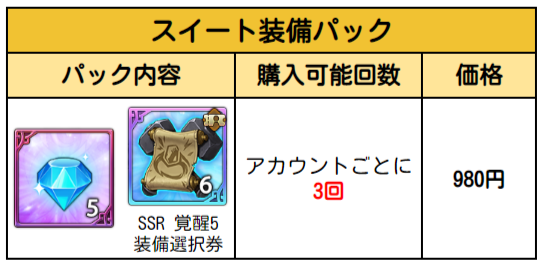 スイート装備パック
パック内容
購入可能回数
価格
5
6
SSR 覚醒5
装備選択券
アカウントごとに
3回
980円